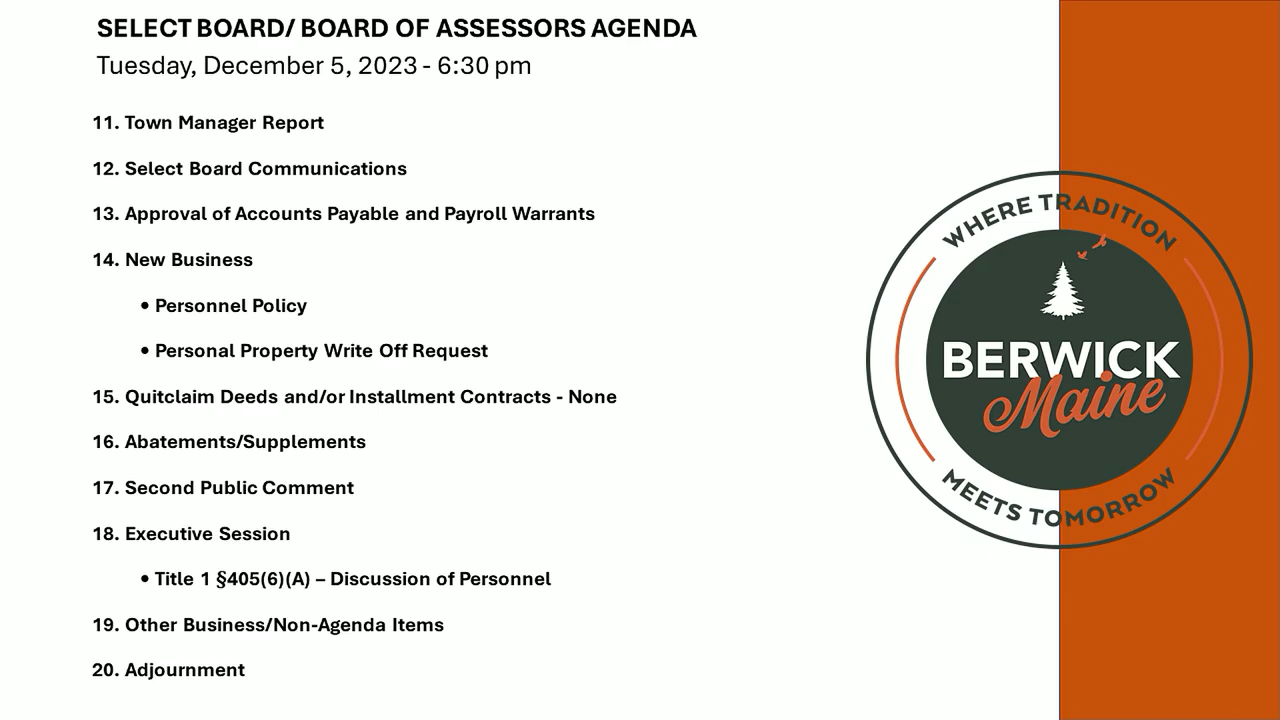 SELECT BOARD/ BOARD OF ASSESSORS AGENDA
Tuesday, December 5, 2023 - 6:30 pm
11. Town Manager Report
12. Select Board Communications
13. Approval of Accounts Payable and Payroll Warrants
14. New Business
• Personnel Policy
• Personal Property Write Off Request
15. Quitclaim Deeds and/or Installment Contracts - None
16. Abatements/Supplements
17. Second Public Comment
18. Executive Session
• Title 1 §405(6)(A) – Discussion of Personnel
19. Other Business/Non-Agenda Items
20. Adjournment
WHERE TRADITION
BERWICK
Maine
MEETS TOMORROW